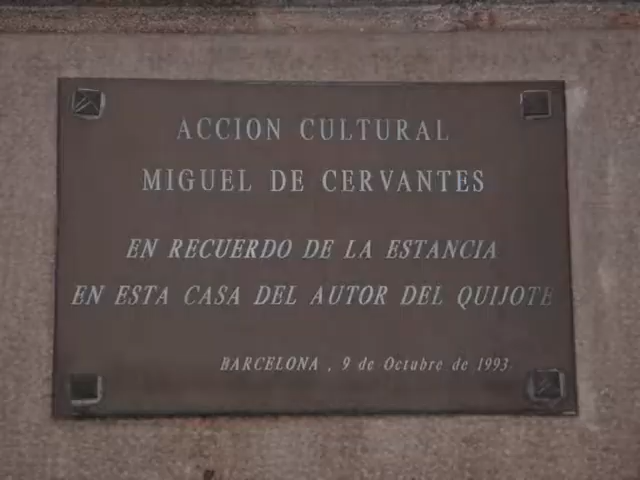 ACCION CULTURAL
MIGUEL DE CERVANTES
EN RECUERDO DE LA ESTANCIA
EN ESTA CASA DEL AUTOR DEL QUIJOTE
BARCELONA , 9 de Octubre de 1993